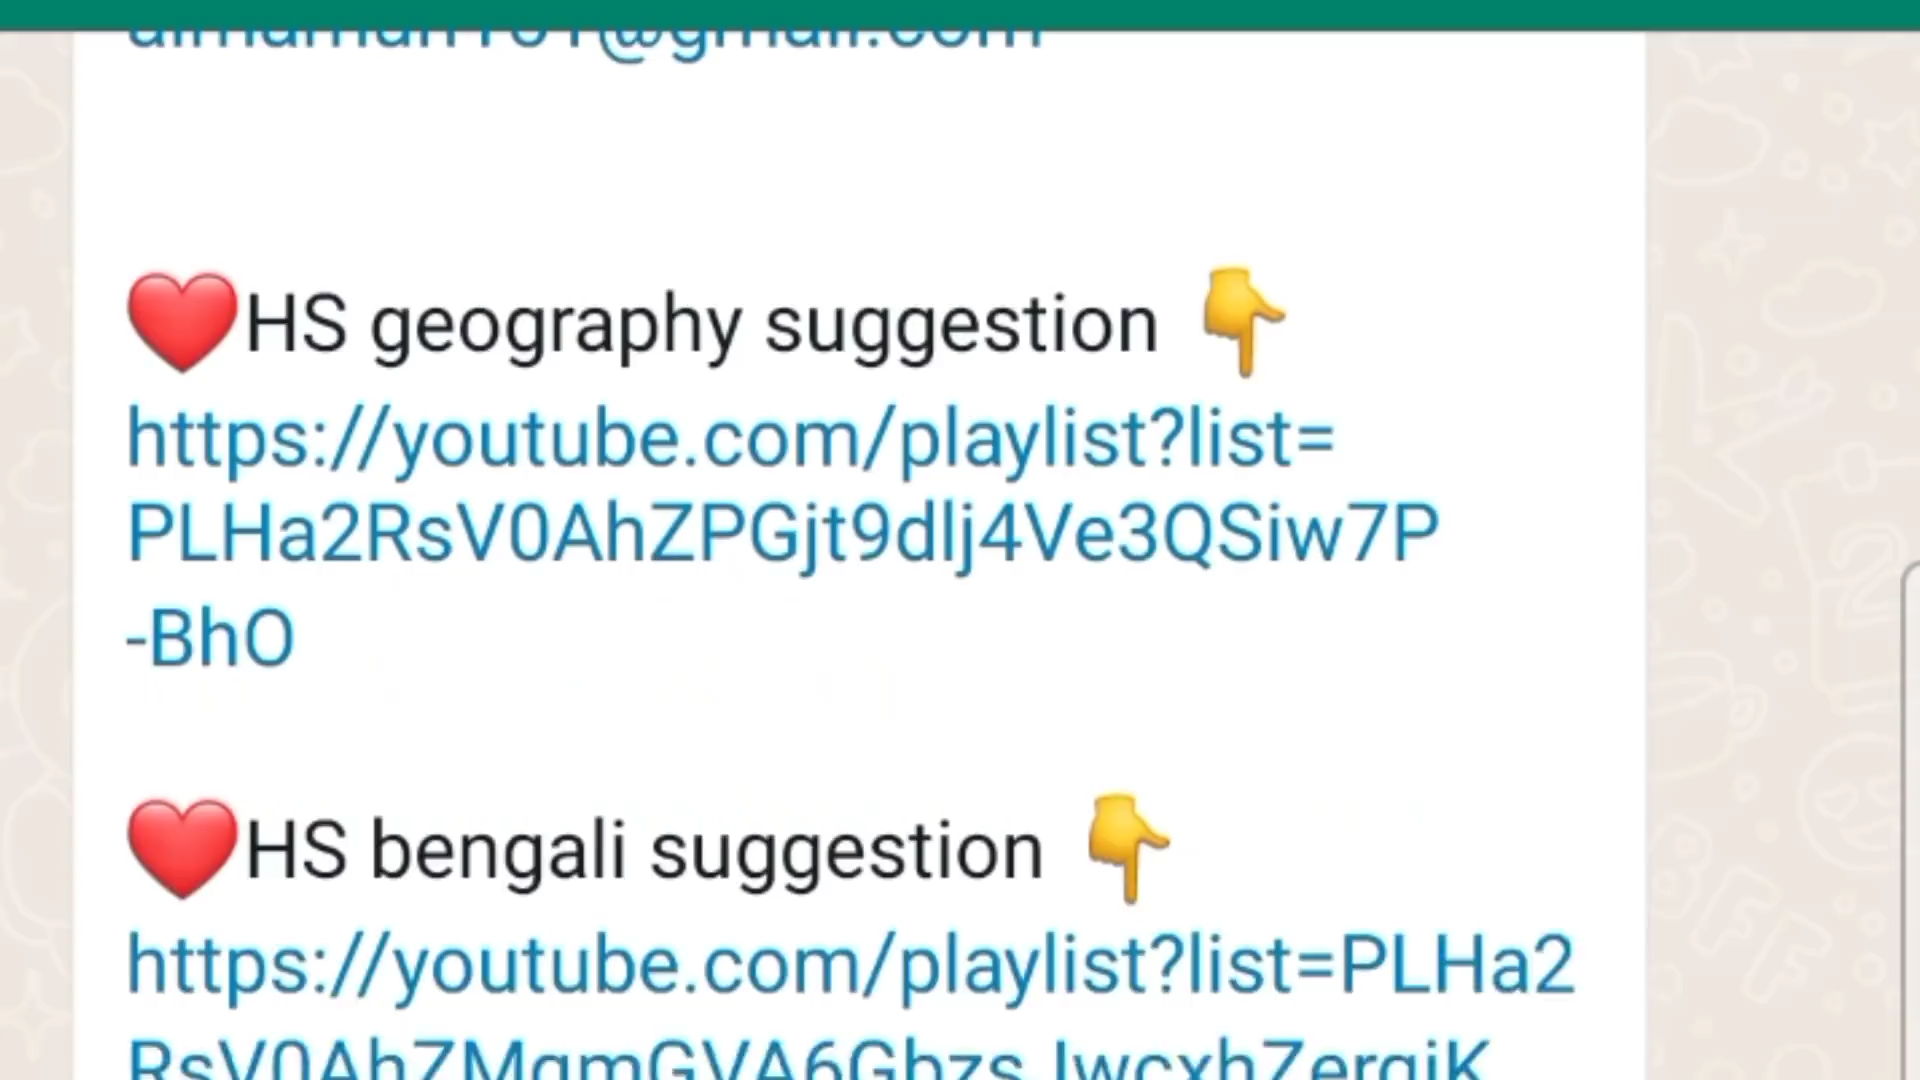 ❤️HS geography suggestion 👇
https://youtube.com/playlist?list=
PLHa2RsV0AhZPGjt9dlj4Ve3QSiw7P
-BhO
❤️HS bengali suggestion 👇
https://youtube.com/playlist?list=PLHa2